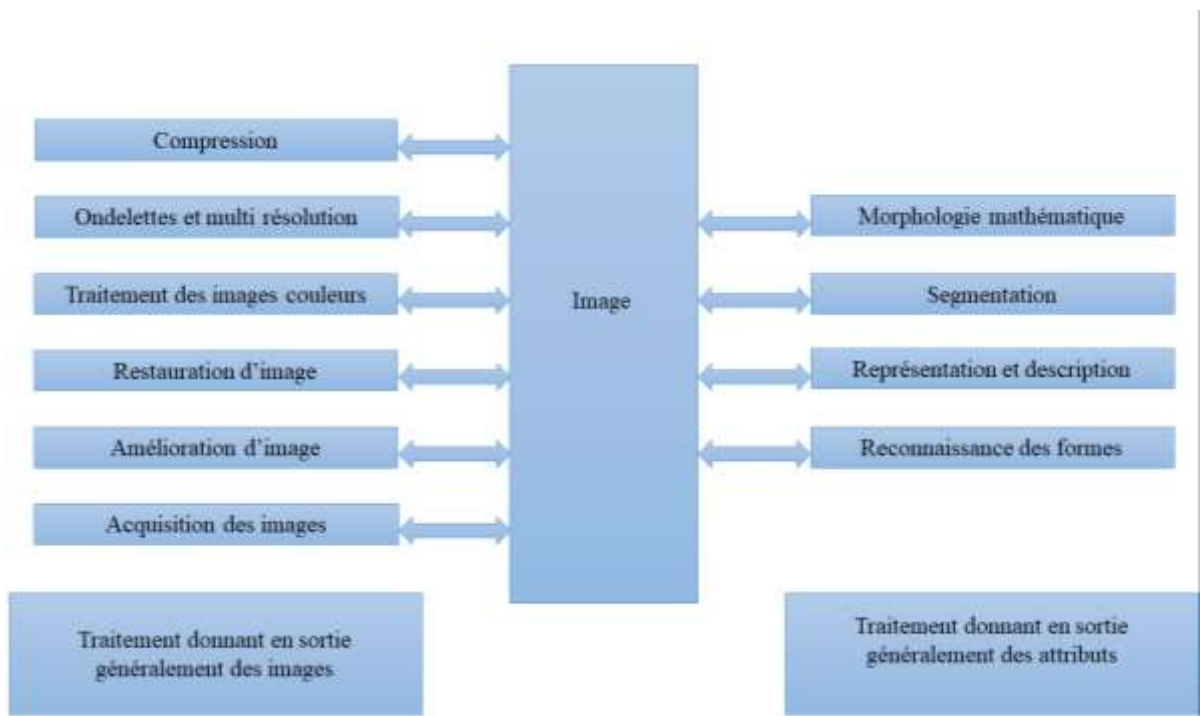 Compression
Ondelettes et multi résolution
Traitement des images couleurs
Restauration d’image
Amélioration d’image
Acquisition des images
Image
Morphologie mathématique
Segmentation
Représentation et description
Reconnaissance des formes
Traitement donnant en sortie
généralement des images
Traitement donnant en sortie
généralement des attributs